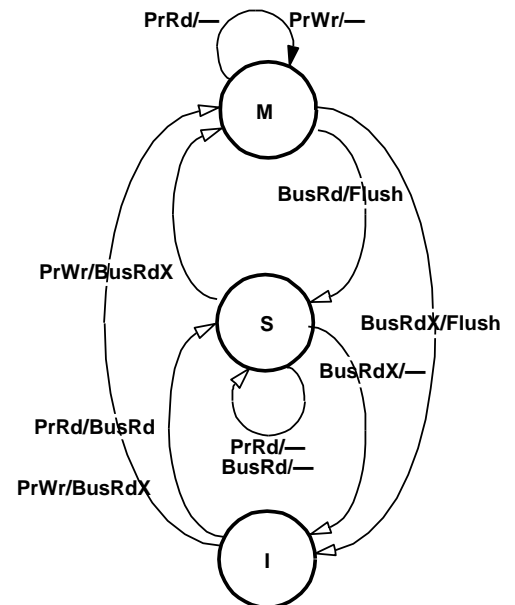 PrRd/— PrWr/—
M
BusRd/Flush
PrWr/BusRdX
S
BusRdX/Flush
BusRdX/—
PrRd/BusRd
PrRd/—
BusRd/—
PrWr/BusRdX
I